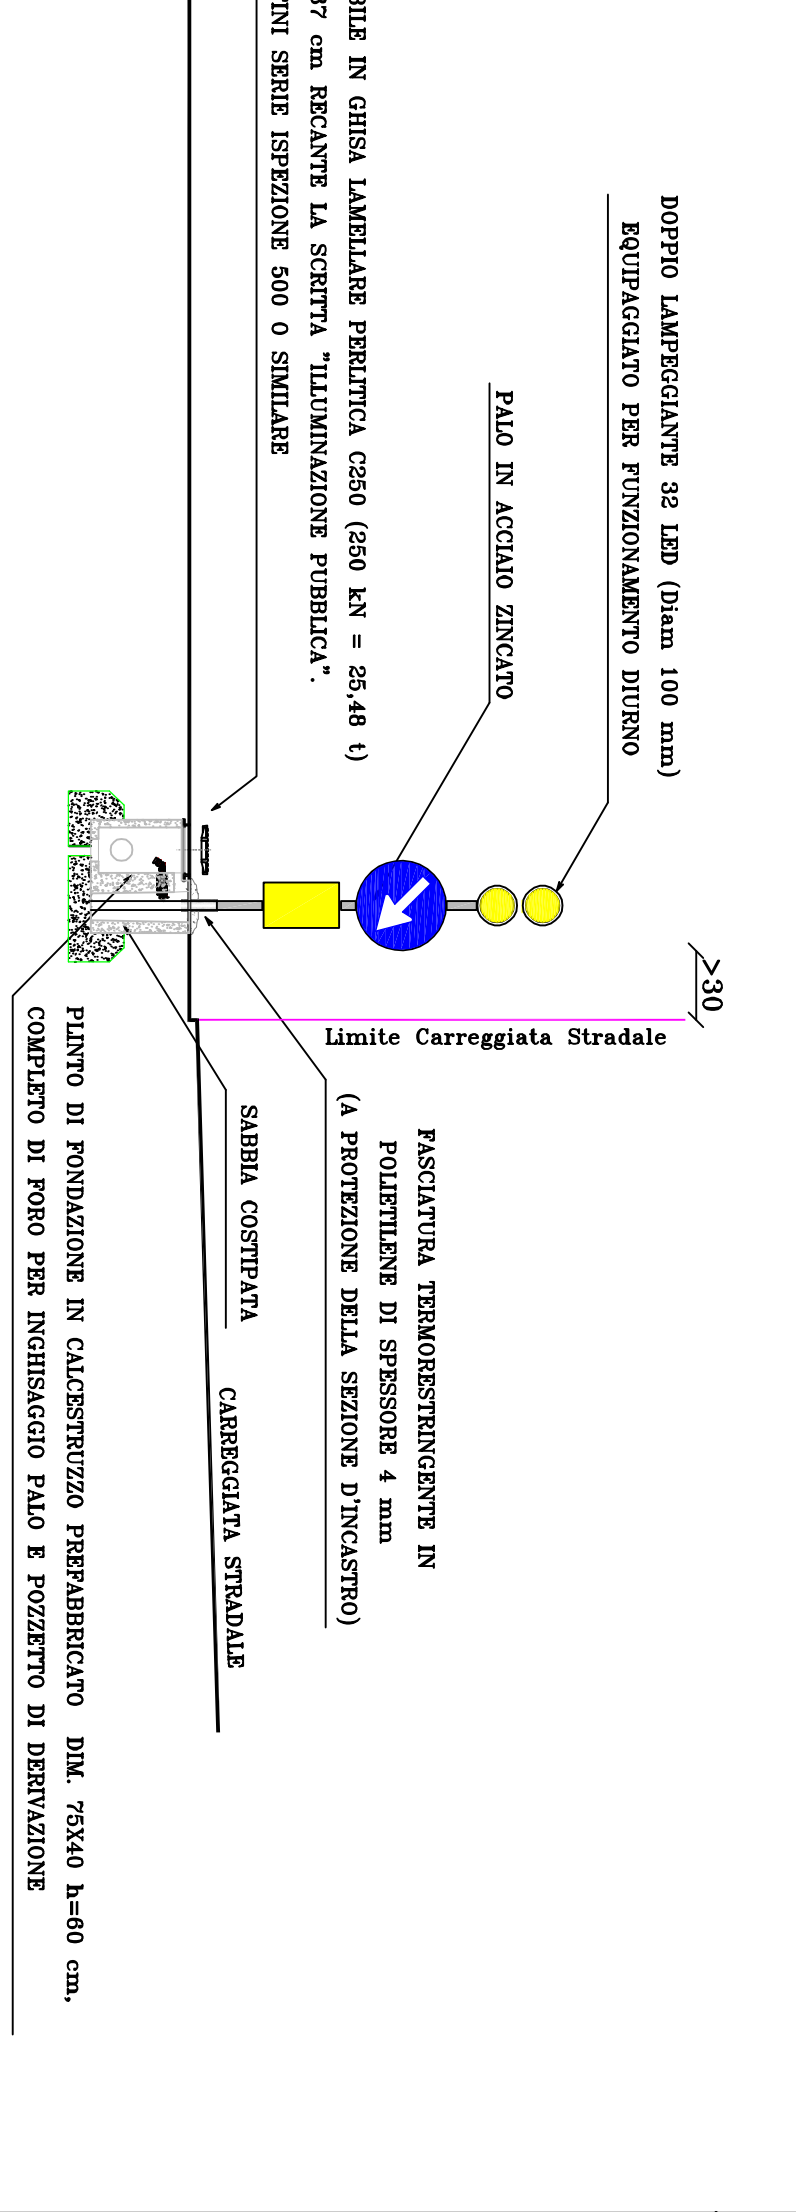 DOPPIO LAMPEGGIANTE 32 LED (Diam 100 mm)
EQUIPAGGIATO PER FUNZIONAMENTO DIURNO
PALO IN ACCIAIO ZINCATO
IN GHISA LAMELLARE PERLITICA C250 (250 kN = 25,48 t)
37 cm RECANTE LA SCRITTA "ILLUMINAZIONE PUBBLICA".
SERIE ISPEZIONE 500 O SIMILARE
>30
Limite Carreggiata Stradale
FASCIATURA TERMORESTRINGENTE IN
POLIETILENE DI SPESSORE 4 mm
(A PROTEZIONE DELLA SEZIONE D'INCASTRO)
SABBIA COSTIPATA
CARREGGIATA STRADALE
PLINTO DI FONDAZIONE IN CALCESTRUZZO PREFABBRICATO DIM. 75X40 h=60 cm,
COMPLETO DI FORO PER INGHISAGGIO PALO E POZZETTO DI DERIVAZIONE